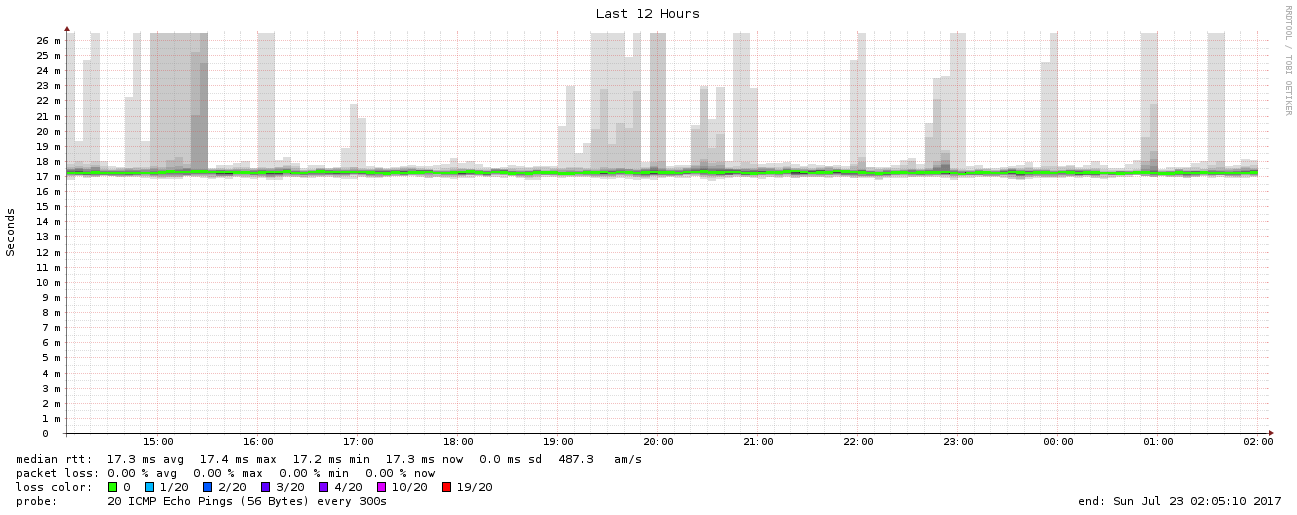 Last 12 Hours
RRDTOOL / TOBI OETIKER
Seconds
26 m
25 m
24 m
23 m
22 m
21 m
20 m
19 m
18 m
17 m
16 m
15 m
14 m
13 m
12 m
11 m
10 m
9 m
8 m
7 m
6 m
5 m
4 m
3 m
2 m
1 m
0
15:00 16:00 17:00 18:00 19:00 20:00 21:00 22:00 23:00 00:00 01:00 02:00
median rtt: 17.3 ms avg 17.4 ms max 17.2 ms min 17.3 ms now 0.0 ms sd 487.3 am/s
packet loss: 0.00 % avg 0.00 % max 0.00 % min 0.00 % now
loss color: 0 1/20 2/20 3/20 4/20 10/20 19/20
probe: 20 ICMP Echo Pings (56 Bytes) every 300s end: Sun Jul 23 02:05:10 2017